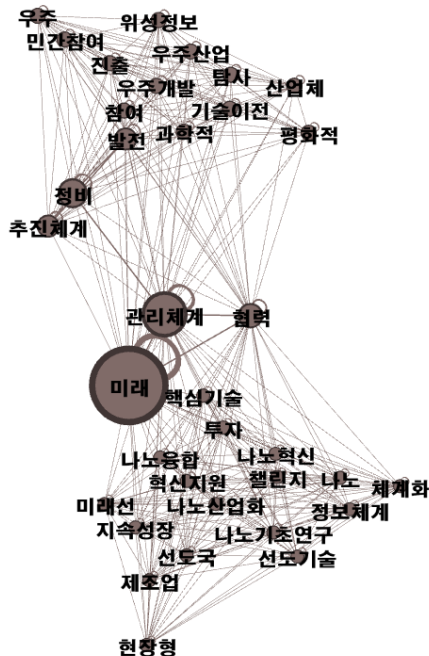 우주
위성정보
민간참여
우주산업
진출
탐사
우주개발
산업체
참여
기술이전
발전
과학적
평화적
정비
추진체계
관리체계
협력
미래
핵심기술
투자
나노융합
나노혁신
혁신지원
챌린지
나노
체계화
미래선
나노산업화
정보체계
지속성장
나노기초연구
선도국
선도기술
제조업
현장형